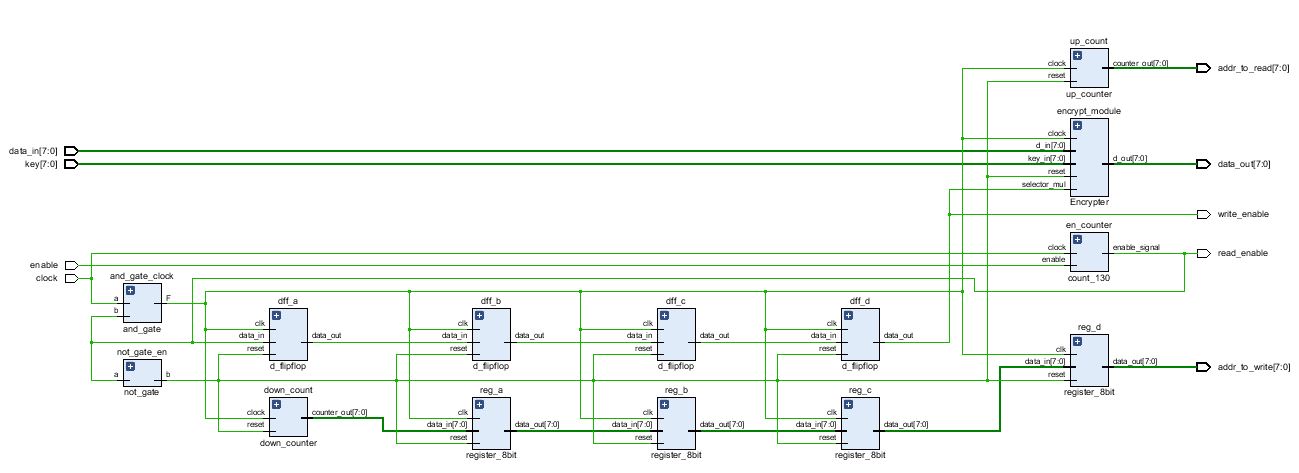 up_count
clock
reset
counter_out[7:0]
up_counter
addr_to_read[7:0]
encrypt_module
clock
d_in[7:0]
key_in[7:0]
reset
selector_mul
d_out[7:0]
Encrypter
data_in[7:0]
key[7:0]
data_out[7:0]
write_enable
en_counter
clock
enable
enable_signal
count_130
read_enable
enable
clock
and_gate_clock
a
b
F
and_gate
dff_a
clk
data_in
reset
data_out
d_flipflop
dff_b
clk
data_in
reset
data_out
d_flipflop
dff_c
clk
data_in
reset
data_out
d_flipflop
dff_d
clk
data_in
reset
data_out
d_flipflop
reg_d
clk
data_in[7:0]
reset
data_out[7:0]
register_8bit
addr_to_write[7:0]
not_gate_en
a
b
not_gate
down_count
clock
reset
counter_out[7:0]
down_counter
reg_a
clk
data_in[7:0]
reset
data_out[7:0]
register_8bit
reg_b
clk
data_in[7:0]
reset
data_out[7:0]
register_8bit
reg_c
clk
data_in[7:0]
reset
data_out[7:0]
register_8bit